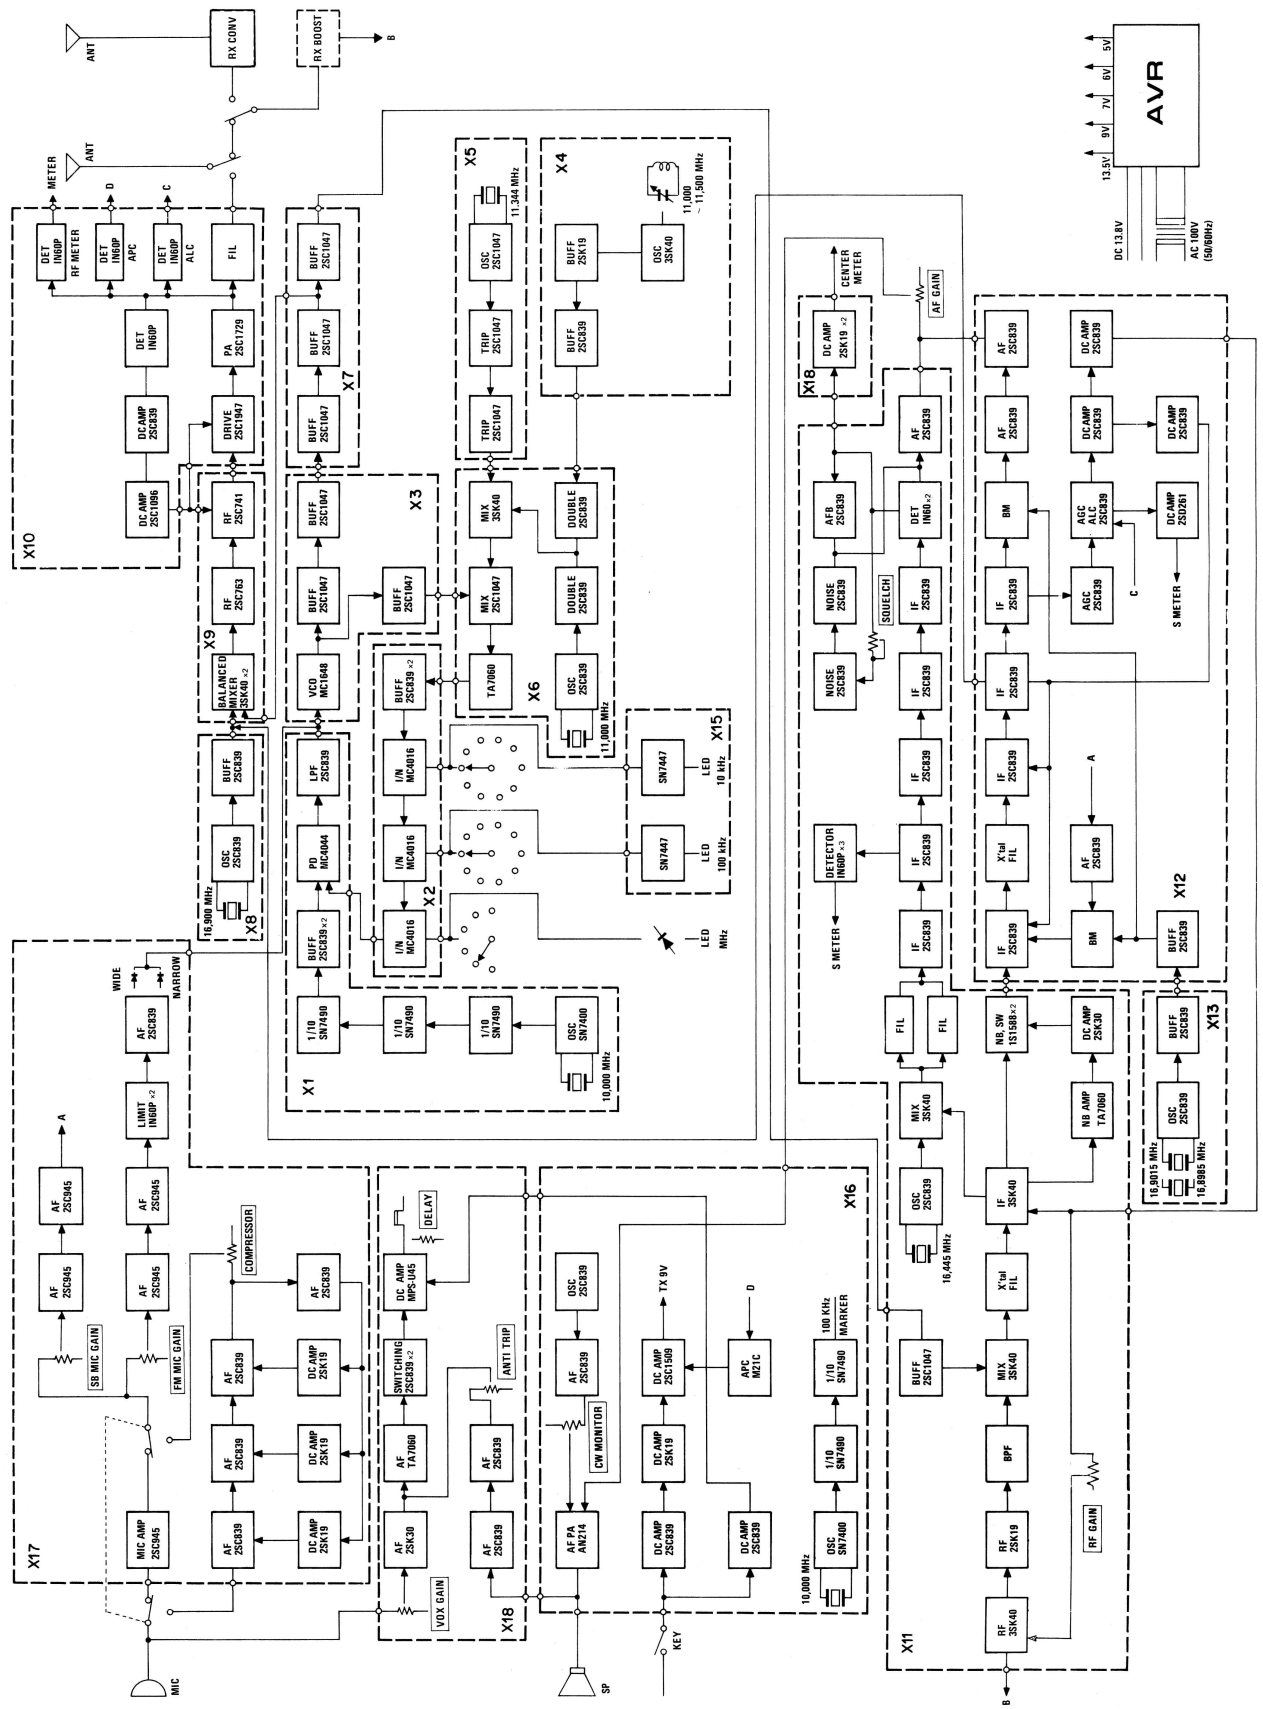 X17
MIC
MIC AMP
2SC945
SB MIC GAIN
FM MIC GAIN
AF
2SC945
AF
2SC945
A
AF
2SC945
AF
2SC945
LIMIT
IN60P ×2
AF
2SC839
WIDE
NARROW
AF
2SC839
AF
2SC839
AF
2SC839
COMPRESSOR
DC AMP
2SK19
DC AMP
2SK19
DC AMP
2SK19
AF
2SC839
X18
VOX GAIN
AF
2SK30
AF
TA7060
SWITCHING
2SC839 ×2
DC AMP
MPS-U45
DELAY
AF
2SC839
AF
2SC839
ANTI TRIP
X16
SP
KEY
AF PA
AN214
CW MONITOR
AF
2SC839
OSC
2SC839
DC AMP
2SC839
DC AMP
2SK19
DC AMP
2SC1509
TX 9V
DC AMP
2SC839
APC
M21C
D
10,000 MHz
OSC
SN7400
1/10
SN7490
1/10
SN7490
100 KHz
MARKER
X8
16,900 MHz
OSC
2SC839
BUFF
2SC839
X9
BALANCED
MIXER
3SK40 ×2
RF
2SC763
RF
2SC741
X10
DC AMP
2SC1096
DC AMP
2SC839
DET
IN60P
DRIVE
2SC1947
PA
2SC1729
FIL
DET
IN60P
RF METER
METER
DET
IN60P
APC
D
DET
IN60P
ALC
C
ANT
ANT
RX CONV
RX BOOST
B
X1
10,000 MHz
OSC
SN7400
1/10
SN7490
1/10
SN7490
1/10
SN7490
BUFF
2SC839 ×2
PD
MC4044
LPF
2SC839
X2
I/N
MC4016
I/N
MC4016
I/N
MC4016
BUFF
2SC839 ×2
LED
MHz
X15
SN7447
LED
100 kHz
SN7447
LED
10 kHz
X3
VCO
MC1648
BUFF
2SC1047
BUFF
2SC1047
BUFF
2SC1047
X7
BUFF
2SC1047
BUFF
2SC1047
BUFF
2SC1047
X6
TA7060
MIX
2SC1047
MIX
3SK40
11,000 MHz
OSC
2SC839
DOUBLE
2SC839
DOUBLE
2SC839
X5
TRIP
2SC1047
TRIP
2SC1047
OSC
2SC1047
11,344 MHz
X4
BUFF
2SC839
BUFF
2SK19
OSC
3SK40
11,000
~ 11,500 MHz
X11
B
RF
3SK40
RF
2SK19
BPF
MIX
3SK40
X'tal
FIL
IF
3SK40
RF GAIN
BUFF
2SC1047
16,445 MHz
OSC
2SC839
MIX
3SK40
FIL
FIL
NB, SW
1S1588 ×2
NB AMP
TA7060
DC AMP
2SK30
IF
2SC839
IF
2SC839
DETECTOR
IN60P ×3
S METER
IF
2SC839
IF
2SC839
IF
2SC839
DET
IN60 ×2
AF
2SC839
NOISE
2SC839
NOISE
2SC839
SQUELCH
AFB
2SC839
X18
DC AMP
2SK19 ×2
CENTER
METER
AF GAIN
X13
16,9015 MHz
16,8985 MHz
OSC
2SC839
BUFF
2SC839
X12
BUFF
2SC839
BM
AF
2SC839
A
IF
2SC839
X'tal
FIL
IF
2SC839
IF
2SC839
IF
2SC839
BM
AF
2SC839
AF
2SC839
AGC
2SC839
AGC
ALC
2SC839
C
DC AMP
2SC839
DC AMP
2SC839
DC AMP
2SD261
S METER
DC AMP
2SC839
AVR
13.5V
9V
7V
6V
5V
DC 13.8V
AC 100V
(50/60Hz)